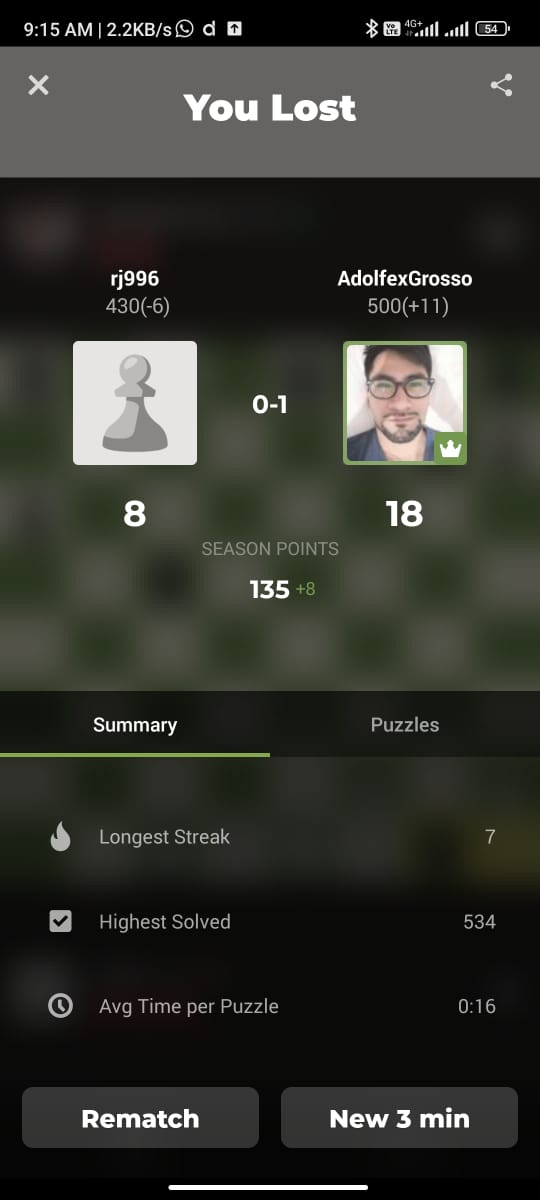 9:15 AM | 2.2KB/s
Vo LTE 4G+ 54
You Lost
rj996
430(-6)
AdolfexGrosso
500(+11)
0-1
8
18
SEASON POINTS
135 +8
Summary
Puzzles
Longest Streak 7
Highest Solved 534
Avg Time per Puzzle 0:16
Rematch
New 3 min